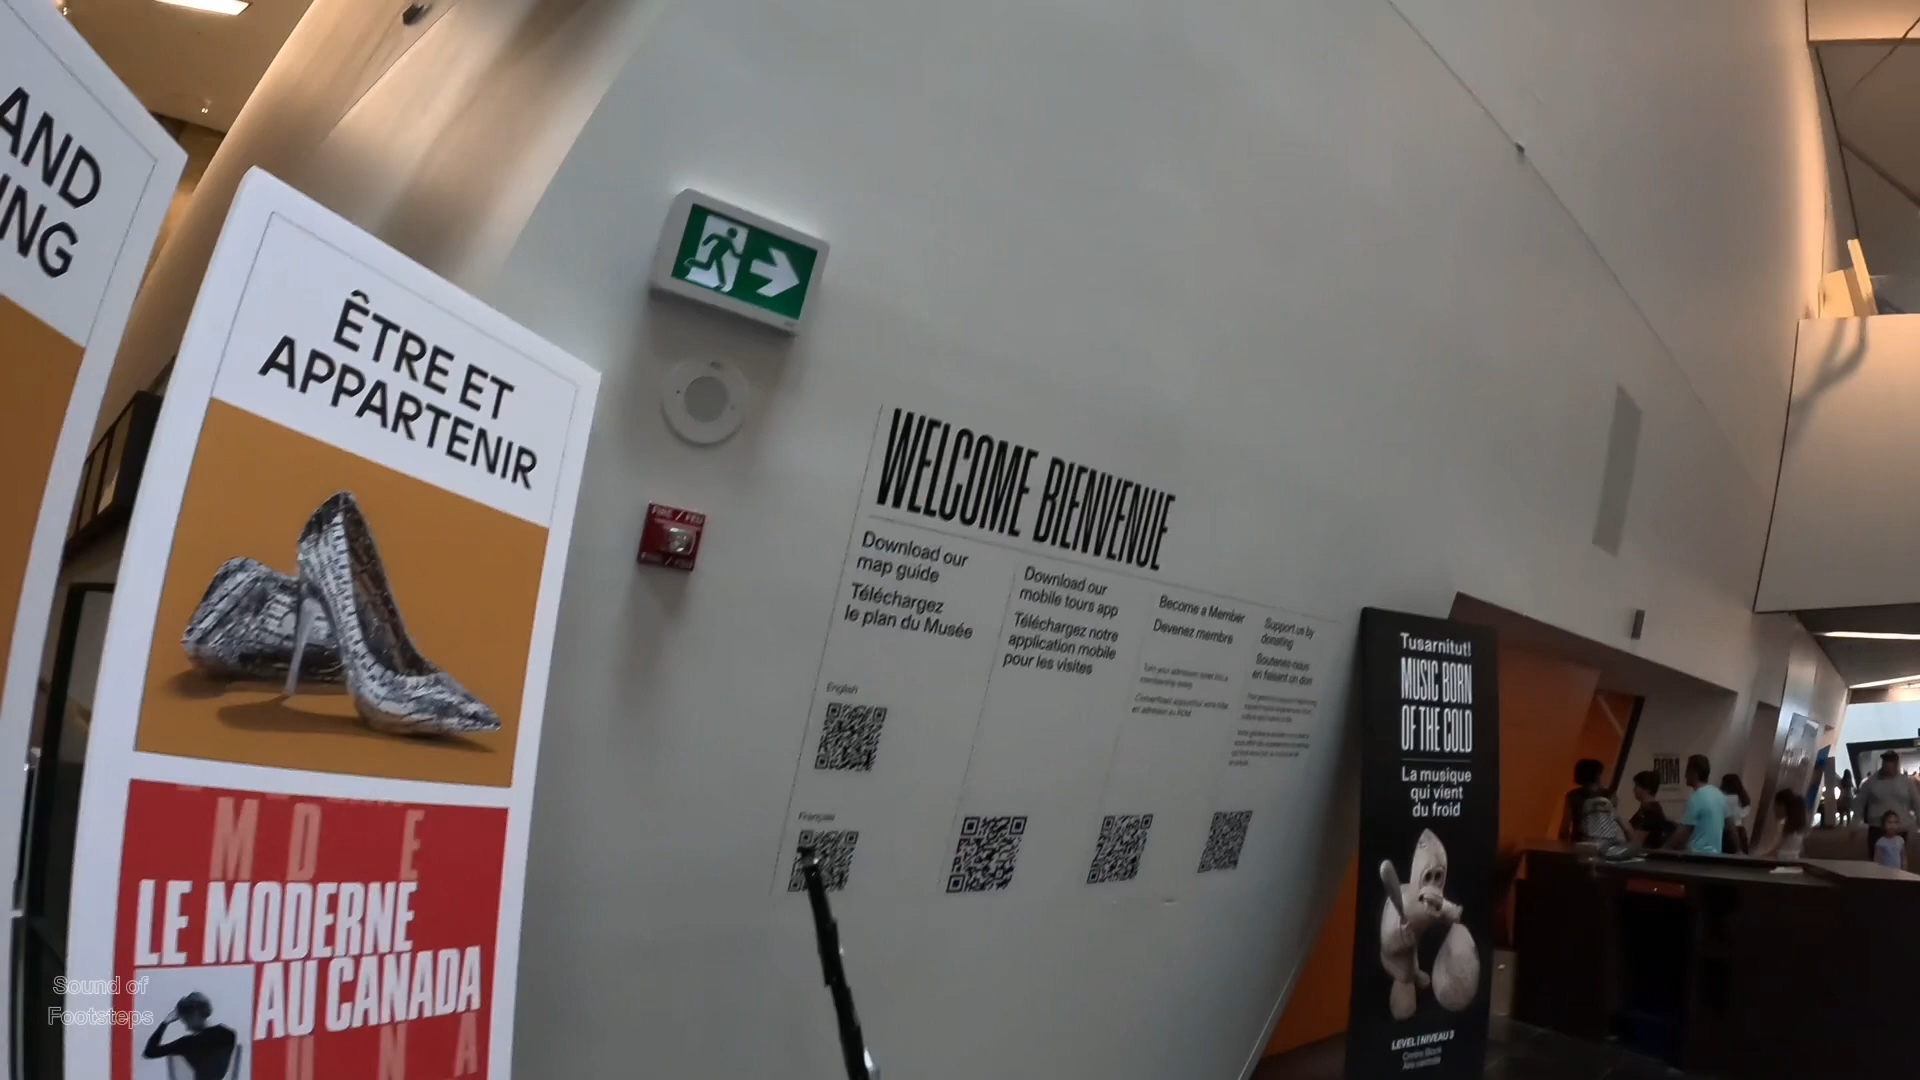 AND
NG
ÊTRE ET
APPARTENIR
M D E
LE MODERNE
AU CANADA
U N A
Sound of
Footsteps
FIRE / FEU
WELCOME BIENVENUE
Download our
map guide
Téléchargez
le plan du Musée
English
Français
Download our
mobile tours app
Téléchargez notre
application mobile
pour les visites
Become a Member
Devenez membre
Support us by
donating
Soutenez-nous
en faisant un don
Tusarnitut!
MUSIC BORN
OF THE COLD
La musique
qui vient
du froid
LEVEL | NIVEAU 3
ROM